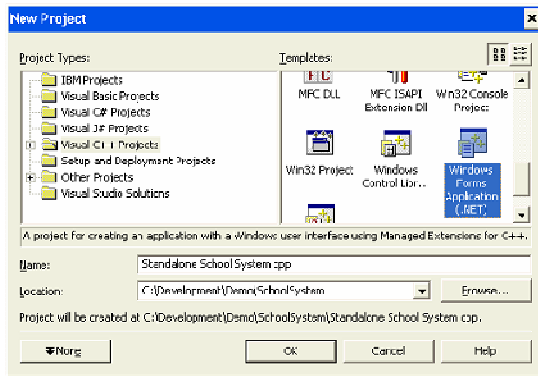 New Project
Project Types:
Templates:
IBM Projects
Visual Basic Projects
Visual C# Projects
Visual J# Projects
Visual C++ Projects
Setup and Deployment Projects
Other Projects
Visual Studio Solutions
MFC DLL
MFC ISAPI Extension Dll
Win32 Console Project
Win32 Project
Windows Control Libr...
Windows Forms Application (.NET)
A project for creating an application with a Windows user interface using Managed Extensions for C++.
Name:
Standalone School System cpp
Location:
C:\Development\Demo\SchoolSystem
Browse...
Project will be created at C:\Development\Demo\SchoolSystem\Standalone School System cpp.
More
OK
Cancel
Help